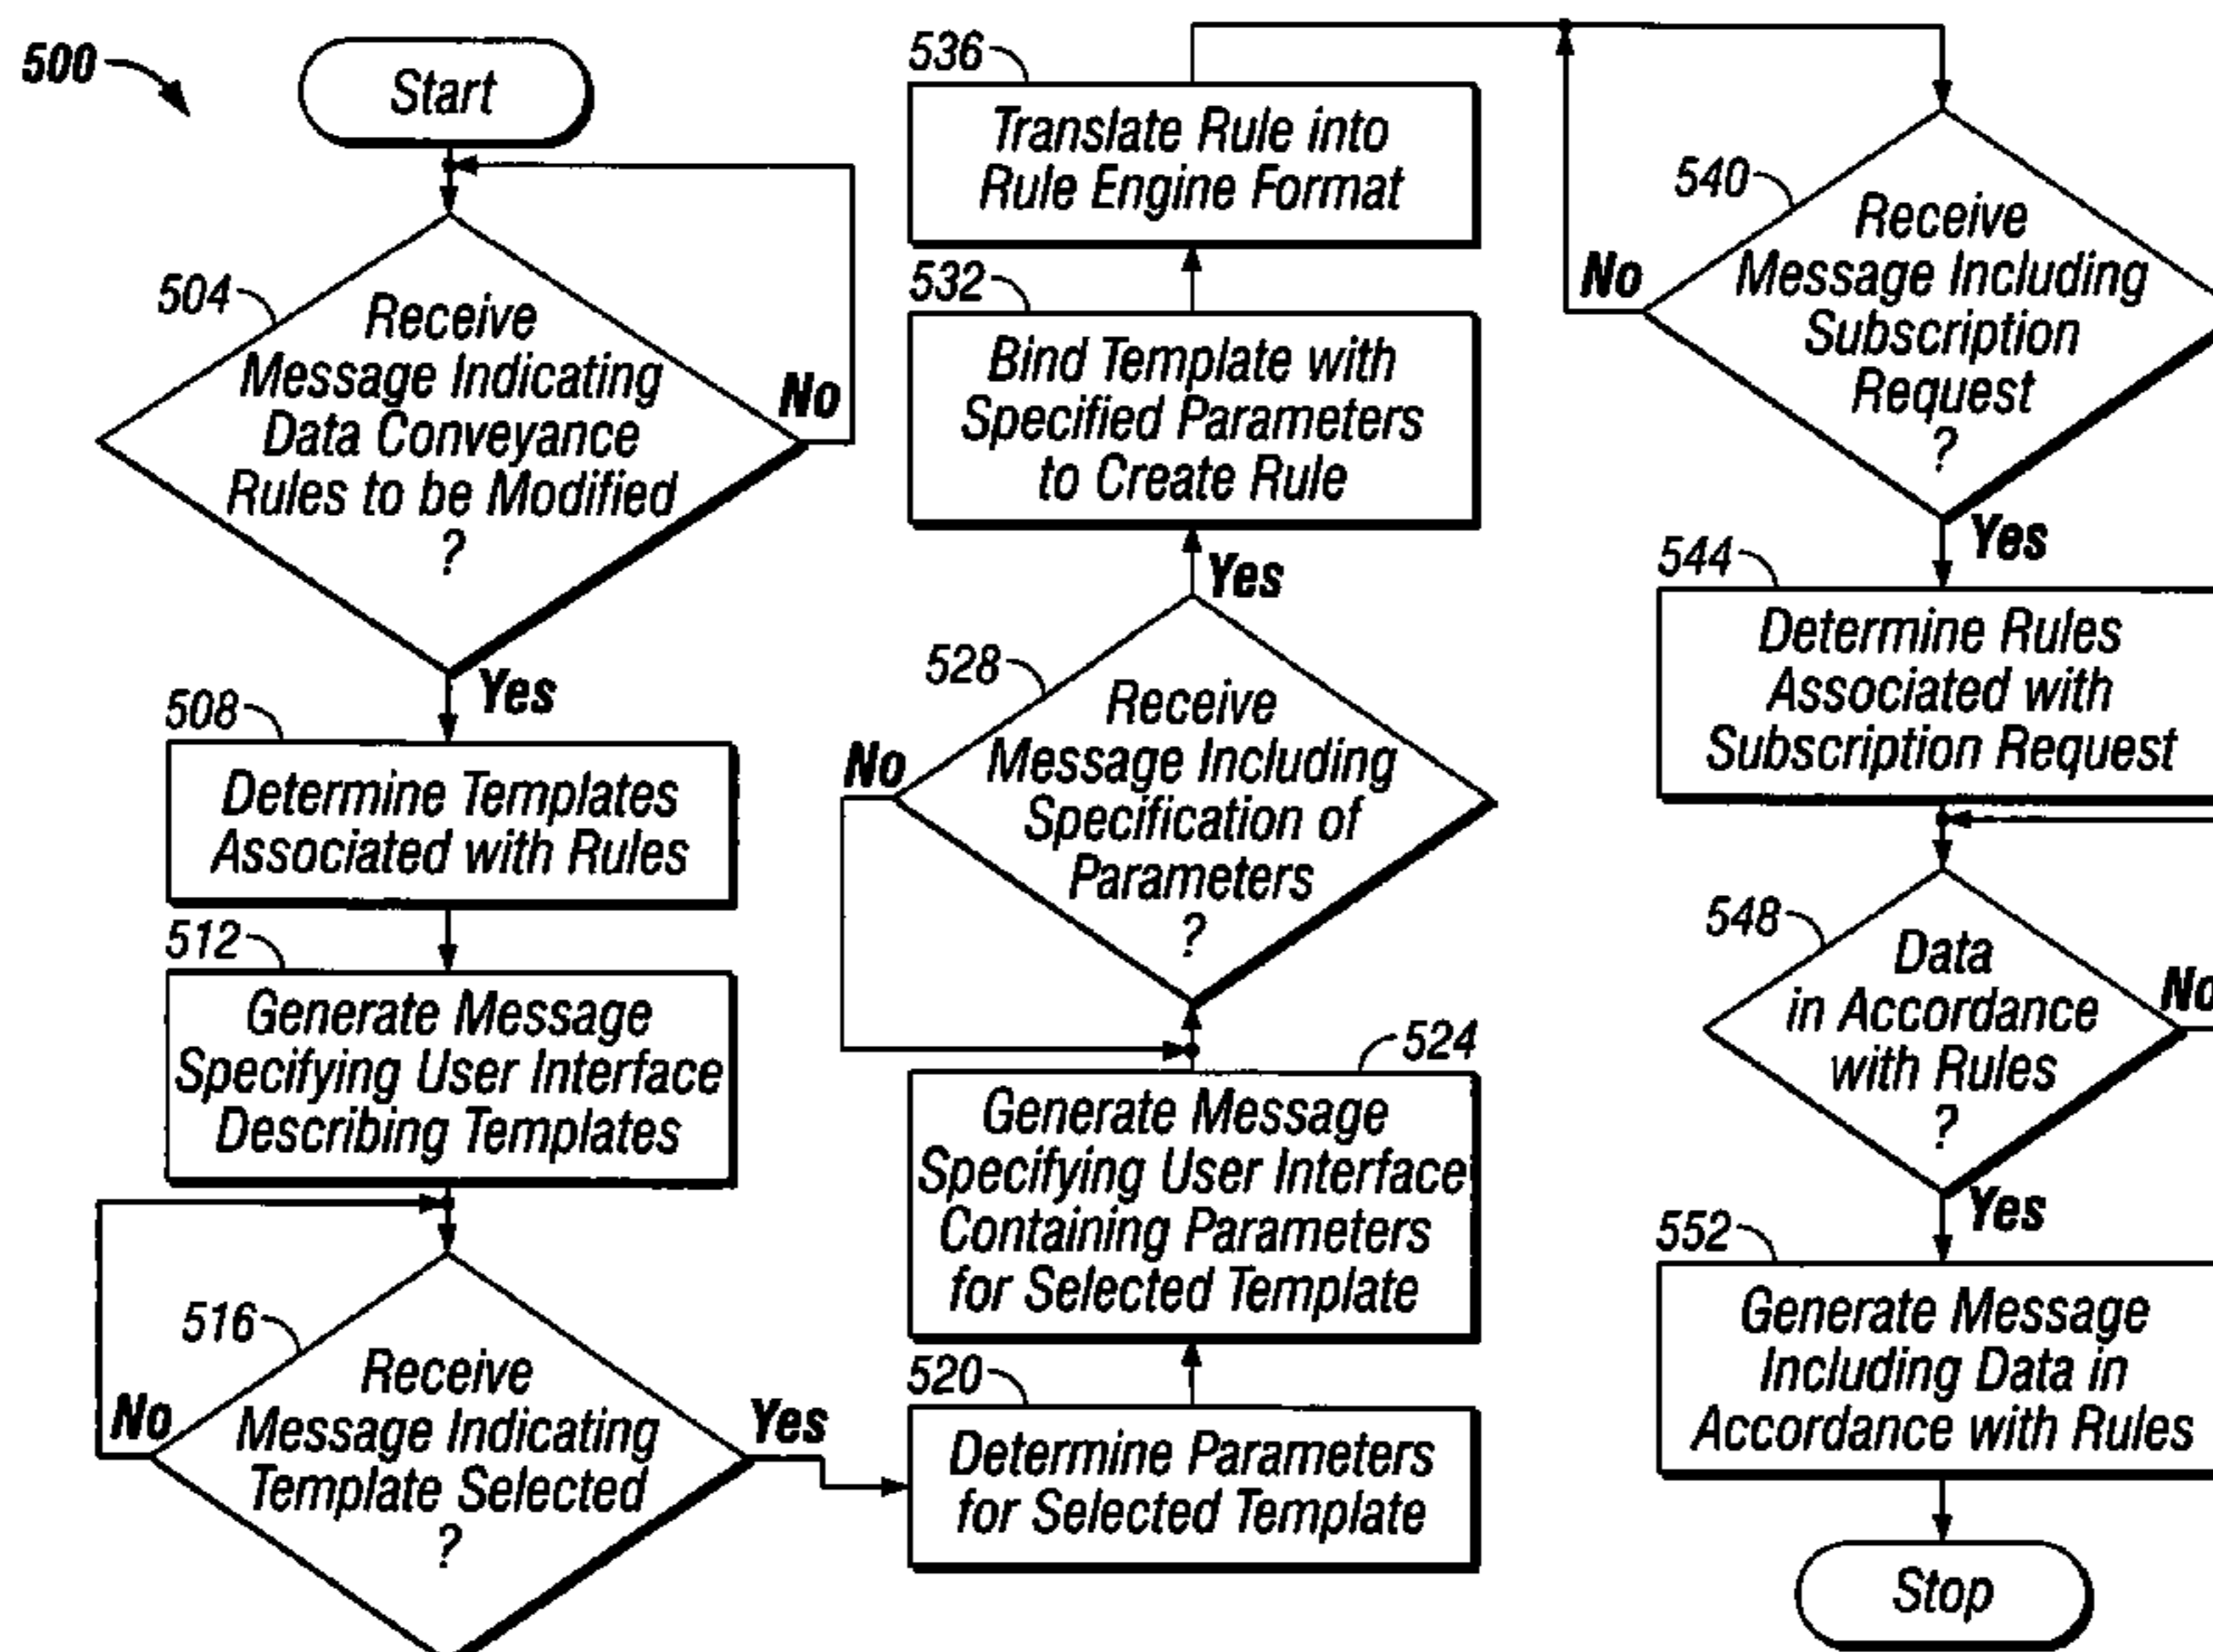 500
Start
504
Receive
Message Indicating
Data Conveyance
Rules to be Modified
?
No
Yes
508
Determine Templates
Associated with Rules
512
Generate Message
Specifying User Interface
Describing Templates
516
Receive
Message Indicating
Template Selected
?
No
Yes
520
Determine Parameters
for Selected Template
524
Generate Message
Specifying User Interface
Containing Parameters
for Selected Template
528
Receive
Message Including
Specification of
Parameters
?
No
Yes
532
Bind Template with
Specified Parameters
to Create Rule
536
Translate Rule into
Rule Engine Format
540
Receive
Message Including
Subscription
Request
?
No
Yes
544
Determine Rules
Associated with
Subscription Request
548
Data
in Accordance
with Rules
?
No
Yes
552
Generate Message
Including Data in
Accordance with Rules
Stop